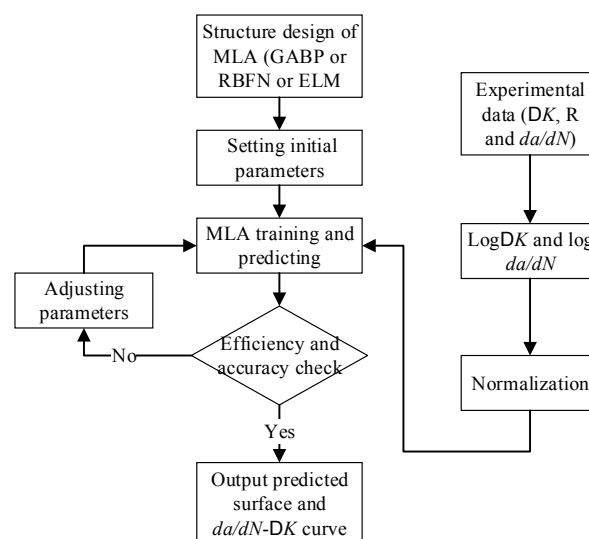 Structure design of
MLA (GABP or
RBFN or ELM
Setting initial
parameters
MLA training and
predicting
Adjusting
parameters
Efficiency and
accuracy check
No
Yes
Output predicted
surface and
da/dN-DK curve
Experimental
data (DK, R
and da/dN)
LogDK and log
da/dN
Normalization